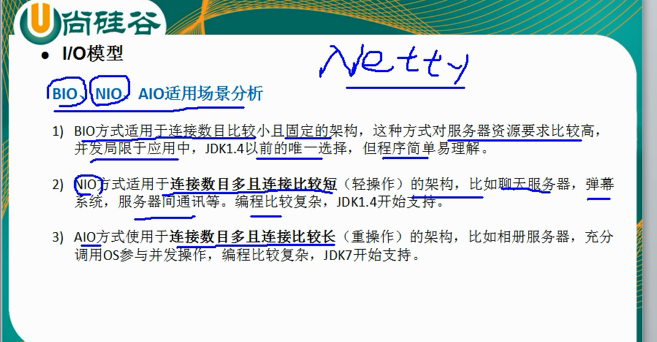 尚硅谷
• I/O模型
Netty
BIO、NIO、AIO适用场景分析
1) BIO方式适用于连接数目比较小且固定的架构，这种方式对服务器资源要求比较高，
并发局限于应用中，JDK1.4以前的唯一选择，但程序简单易理解。
2) NIO方式适用于连接数目多且连接比较短（轻操作）的架构，比如聊天服务器，弹幕
系统，服务器间通讯等。编程比较复杂，JDK1.4开始支持。
3) AIO方式使用于连接数目多且连接比较长（重操作）的架构，比如相册服务器，充分
调用OS参与并发操作，编程比较复杂，JDK7开始支持。